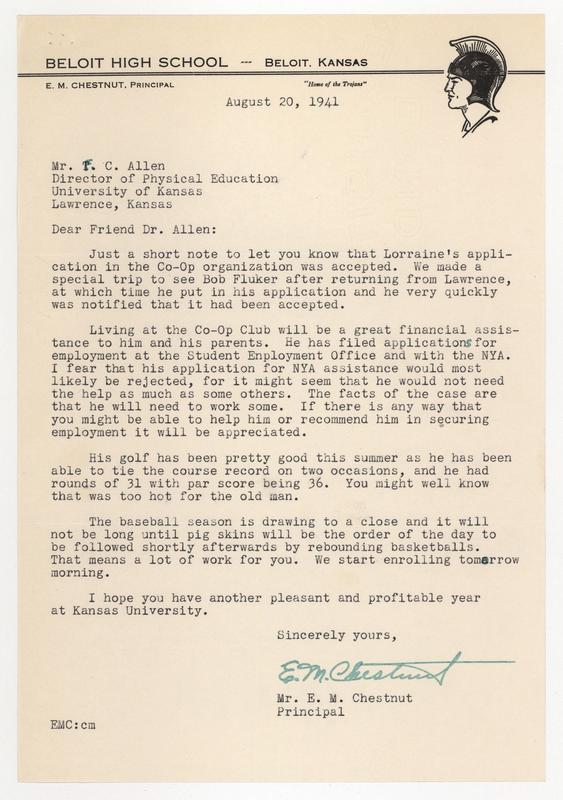 BELOIT HIGH SCHOOL --- BELOIT, KANSAS
E. M. CHESTNUT, PRINCIPAL
"Home of the Trojans"
August 20, 1941
Mr. F. C. Allen
Director of Physical Education
University of Kansas
Lawrence, Kansas
Dear Friend Dr. Allen:
Just a short note to let you know that Lorraine's appli-
cation in the Co-Op organization was accepted. We made a
special trip to see Bob Fluker after returning from Lawrence,
at which time he put in his application and he very quickly
was notified that it had been accepted.
Living at the Co-Op Club will be a great financial assis-
tance to him and his parents. He has filed applications for
employment at the Student Enployment Office and with the NYA.
I fear that his application for NYA assistance would most
likely be rejected, for it might seem that he would not need
the help as much as some others. The facts of the case are
that he will need to work some. If there is any way that
you might be able to help him or recommend him in securing
employment it will be appreciated.
His golf has been pretty good this summer as he has been
able to tie the course record on two occasions, and he had
rounds of 31 with par score being 36. You might well know
that was too hot for the old man.
The baseball season is drawing to a close and it will
not be long until pig skins will be the order of the day to
be followed shortly afterwards by rebounding basketballs.
That means a lot of work for you. We start enrolling tomorrow
morning.
I hope you have another pleasant and profitable year
at Kansas University.
Sincerely yours,
E. M. Chestnut
Mr. E. M. Chestnut
Principal
EMC:cm